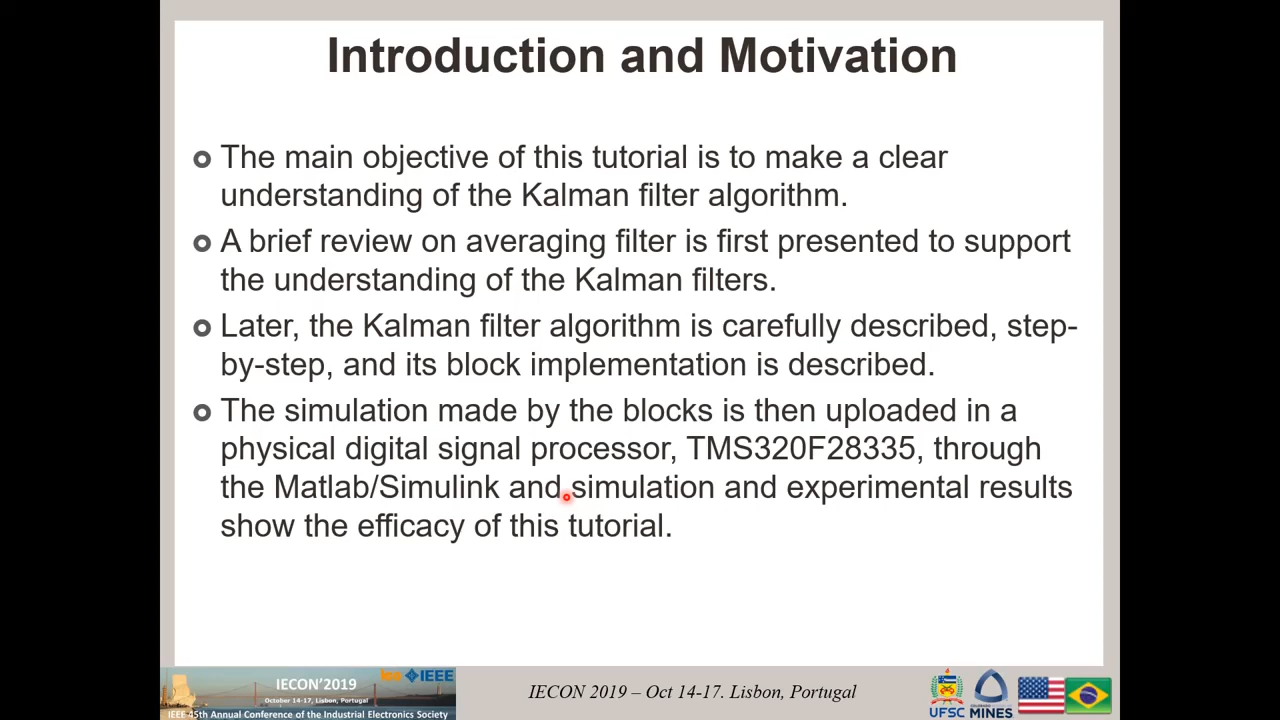 Introduction and Motivation
The main objective of this tutorial is to make a clear
understanding of the Kalman filter algorithm.
A brief review on averaging filter is first presented to support
the understanding of the Kalman filters.
Later, the Kalman filter algorithm is carefully described, step-
by-step, and its block implementation is described.
The simulation made by the blocks is then uploaded in a
physical digital signal processor, TMS320F28335, through
the Matlab/Simulink and simulation and experimental results
show the efficacy of this tutorial.
ies IEEE
IECON'2019
October 14-17, Lisbon, Portugal
IEEE 45th Annual Conference of the Industrial Electronics Society
IECON 2019 – Oct 14-17. Lisbon, Portugal
UFSC MINES